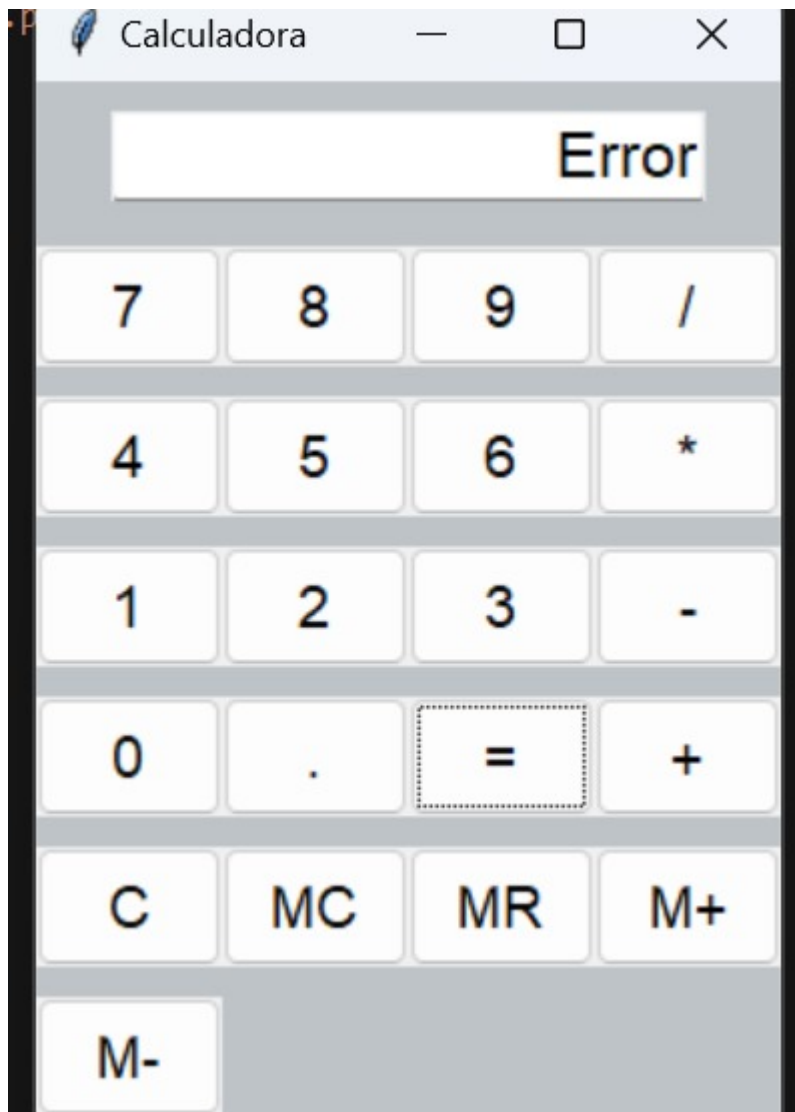 .p
Calculadora
Error
7 8 9 /
4 5 6 *
1 2 3 -
0 . = +
C MC MR M+
M-